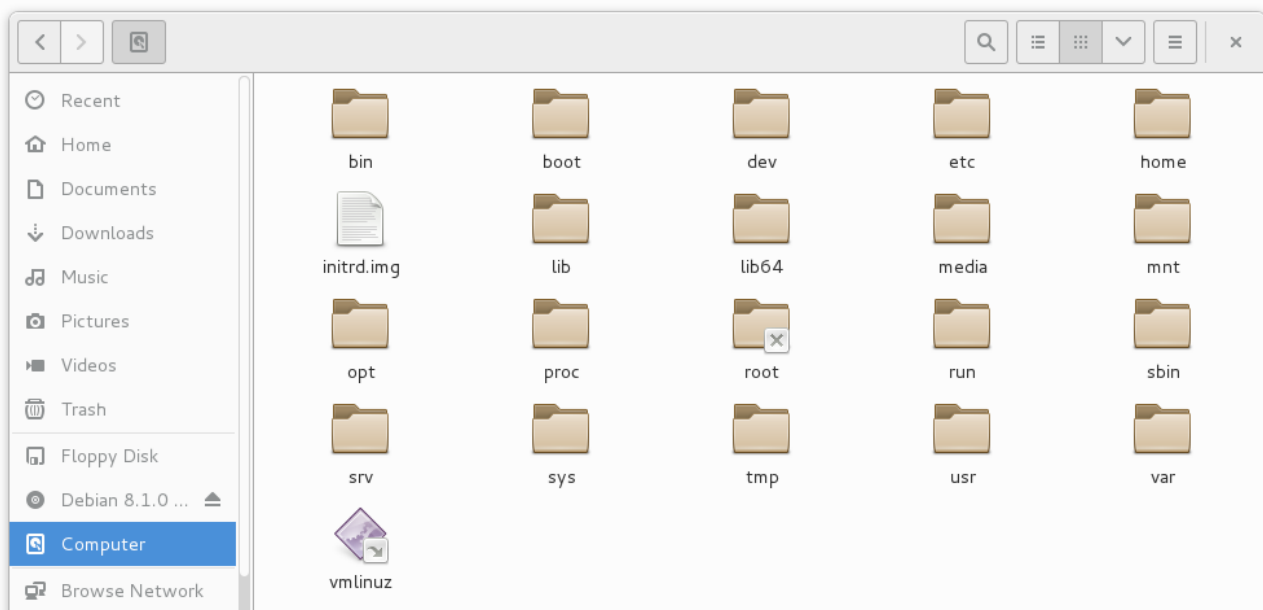 Recent
Home
Documents
Downloads
Music
Pictures
Videos
Trash
Floppy Disk
Debian 8.1.0 ...
Computer
Browse Network
bin boot dev etc home
initrd.img lib lib64 media mnt
opt proc root run sbin
srv sys tmp usr var
vmlinuz